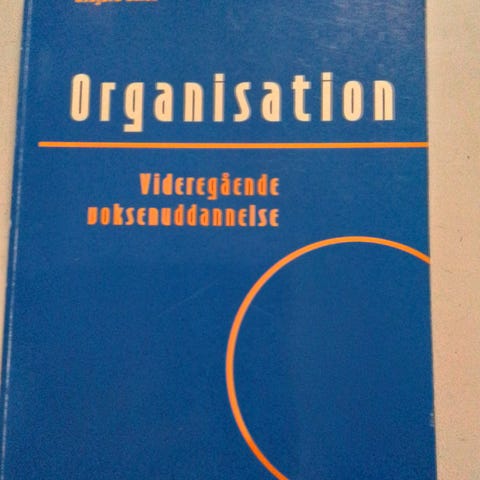 Organisation
Videregående
voksenuddannelse